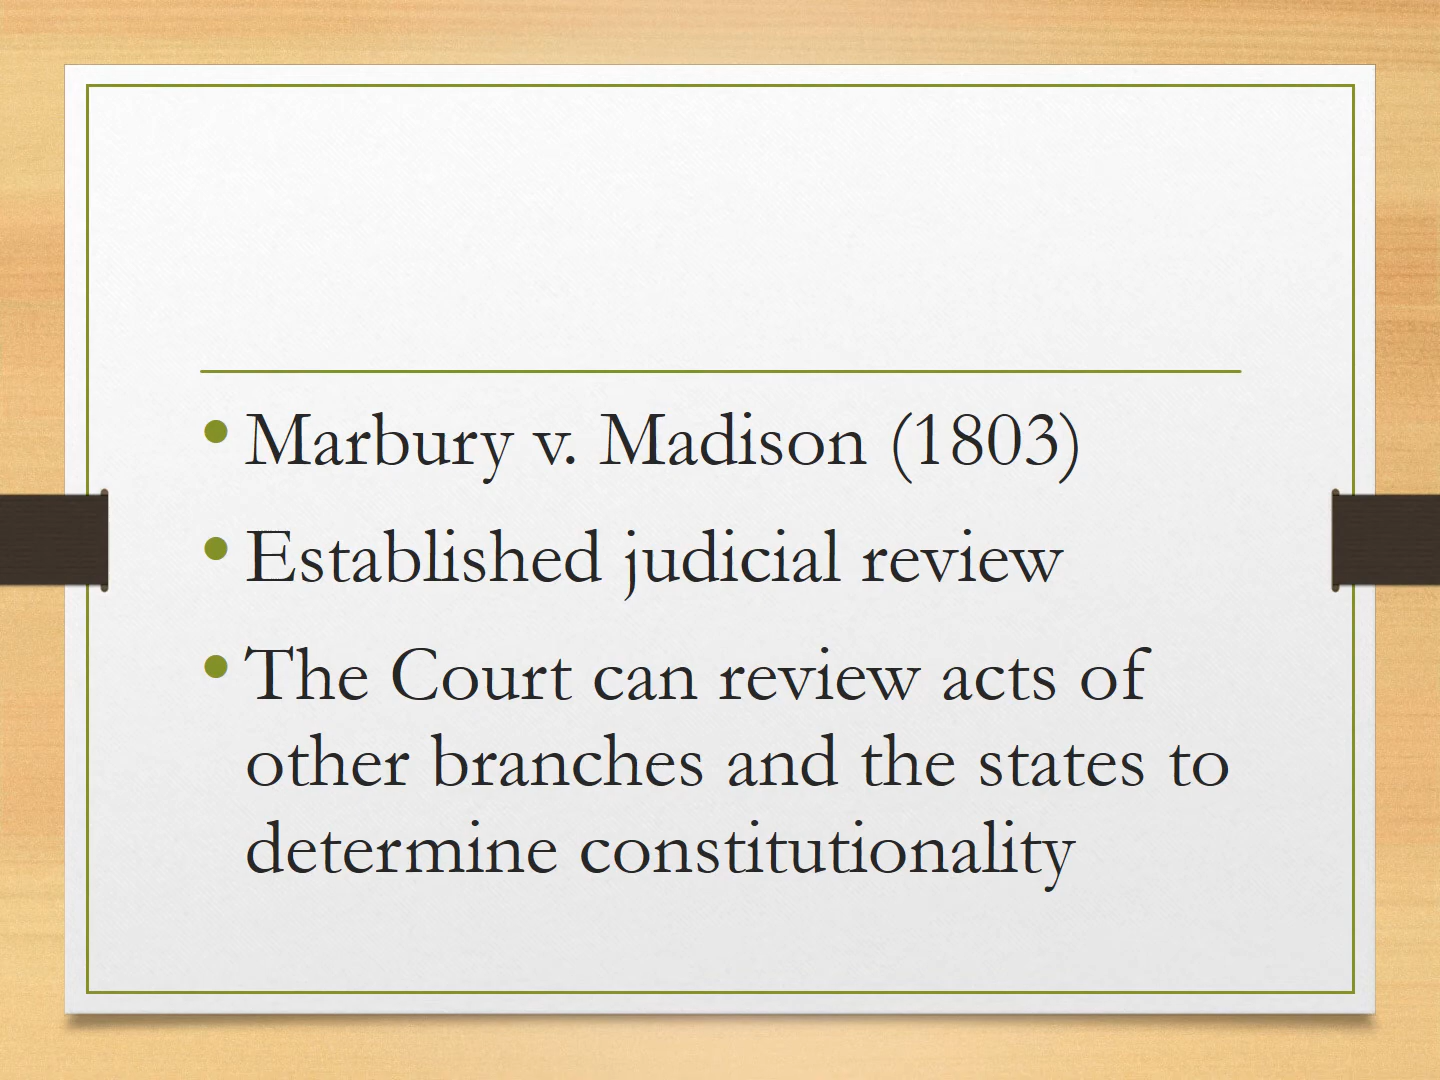 • Marbury v. Madison (1803)
• Established judicial review
• The Court can review acts of
other branches and the states to
determine constitutionality